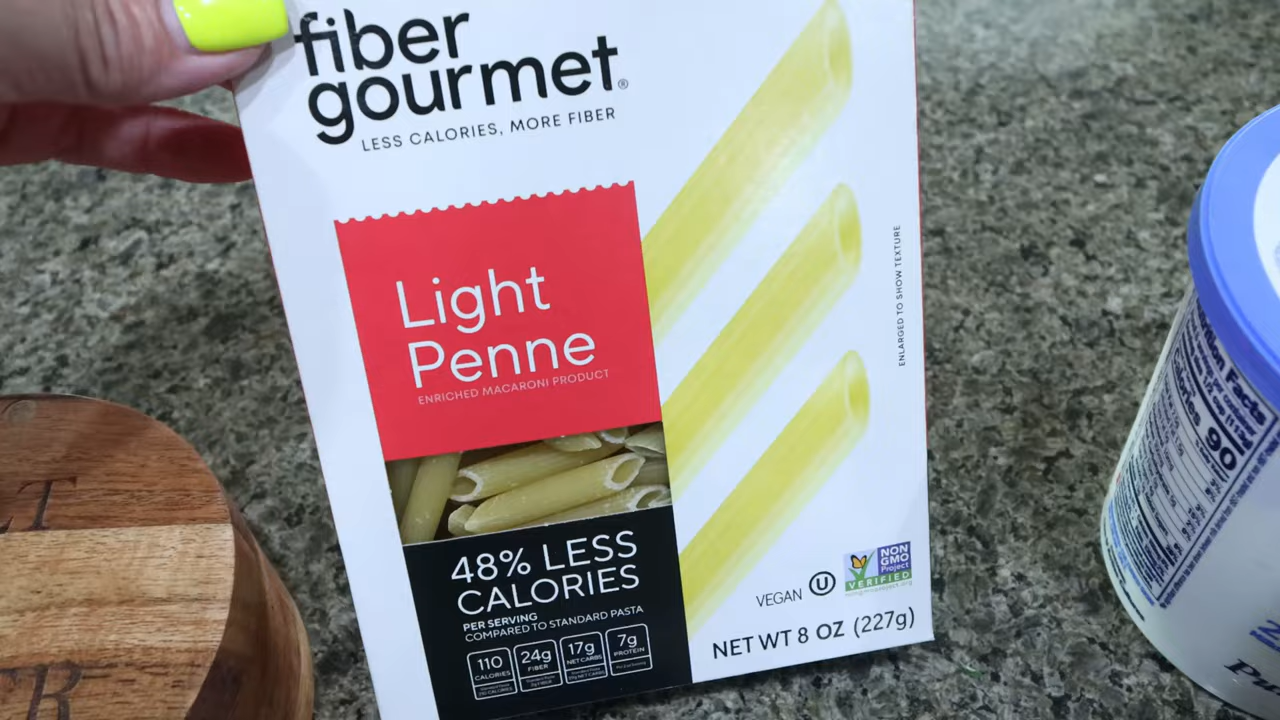 fiber
gourmet®
LESS CALORIES, MORE FIBER
Light
Penne
ENRICHED MACARONI PRODUCT
ENLARGED TO SHOW TEXTURE
48% LESS
CALORIES
PER SERVING
COMPARED TO STANDARD PASTA
110
CALORIES
24g
FIBER
17g
NET CARBS
7g
PROTEIN
VEGAN U
NON
GMO
Project
VERIFIED
nongmoproject.org
NET WT 8 OZ (227g)
Nutrition Facts
Calories 90